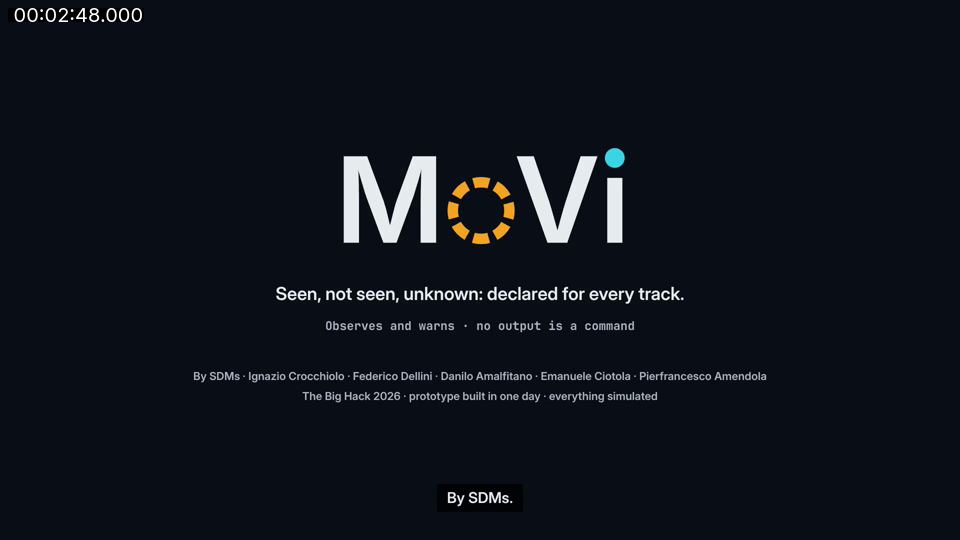 00:02:48.000
MoVi
Seen, not seen, unknown: declared for every track.
Observes and warns · no output is a command
By SDMs · Ignazio Crocchiolo · Federico Dellini · Danilo Amalfitano · Emanuele Ciotola · Pierfrancesco Amendola
The Big Hack 2026 · prototype built in one day · everything simulated
By SDMs.